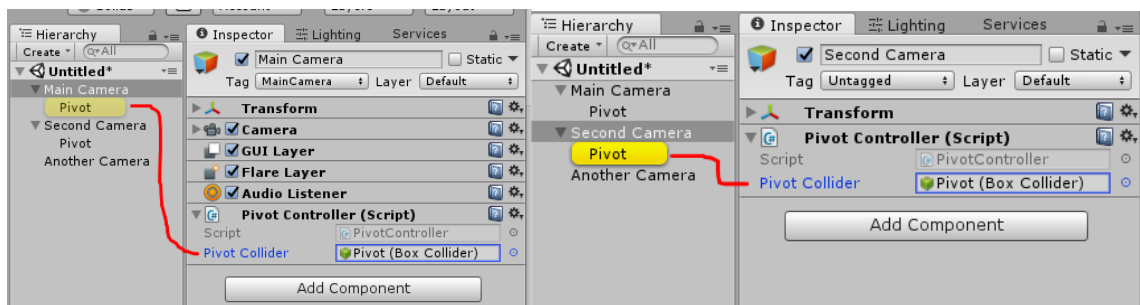 Hierarchy
Create
All
Untitled*
Main Camera
Pivot
Second Camera
Pivot
Another Camera
Inspector Lighting Services
Main Camera Static
Tag MainCamera Layer Default
Transform
Camera
GUI Layer
Flare Layer
Audio Listener
Pivot Controller (Script)
Script PivotController
Pivot Collider Pivot (Box Collider)
Add Component
Hierarchy
Create
All
Untitled*
Main Camera
Pivot
Second Camera
Pivot
Another Camera
Inspector Lighting Services
Second Camera Static
Tag Untagged Layer Default
Transform
Pivot Controller (Script)
Script PivotController
Pivot Collider Pivot (Box Collider)
Add Component